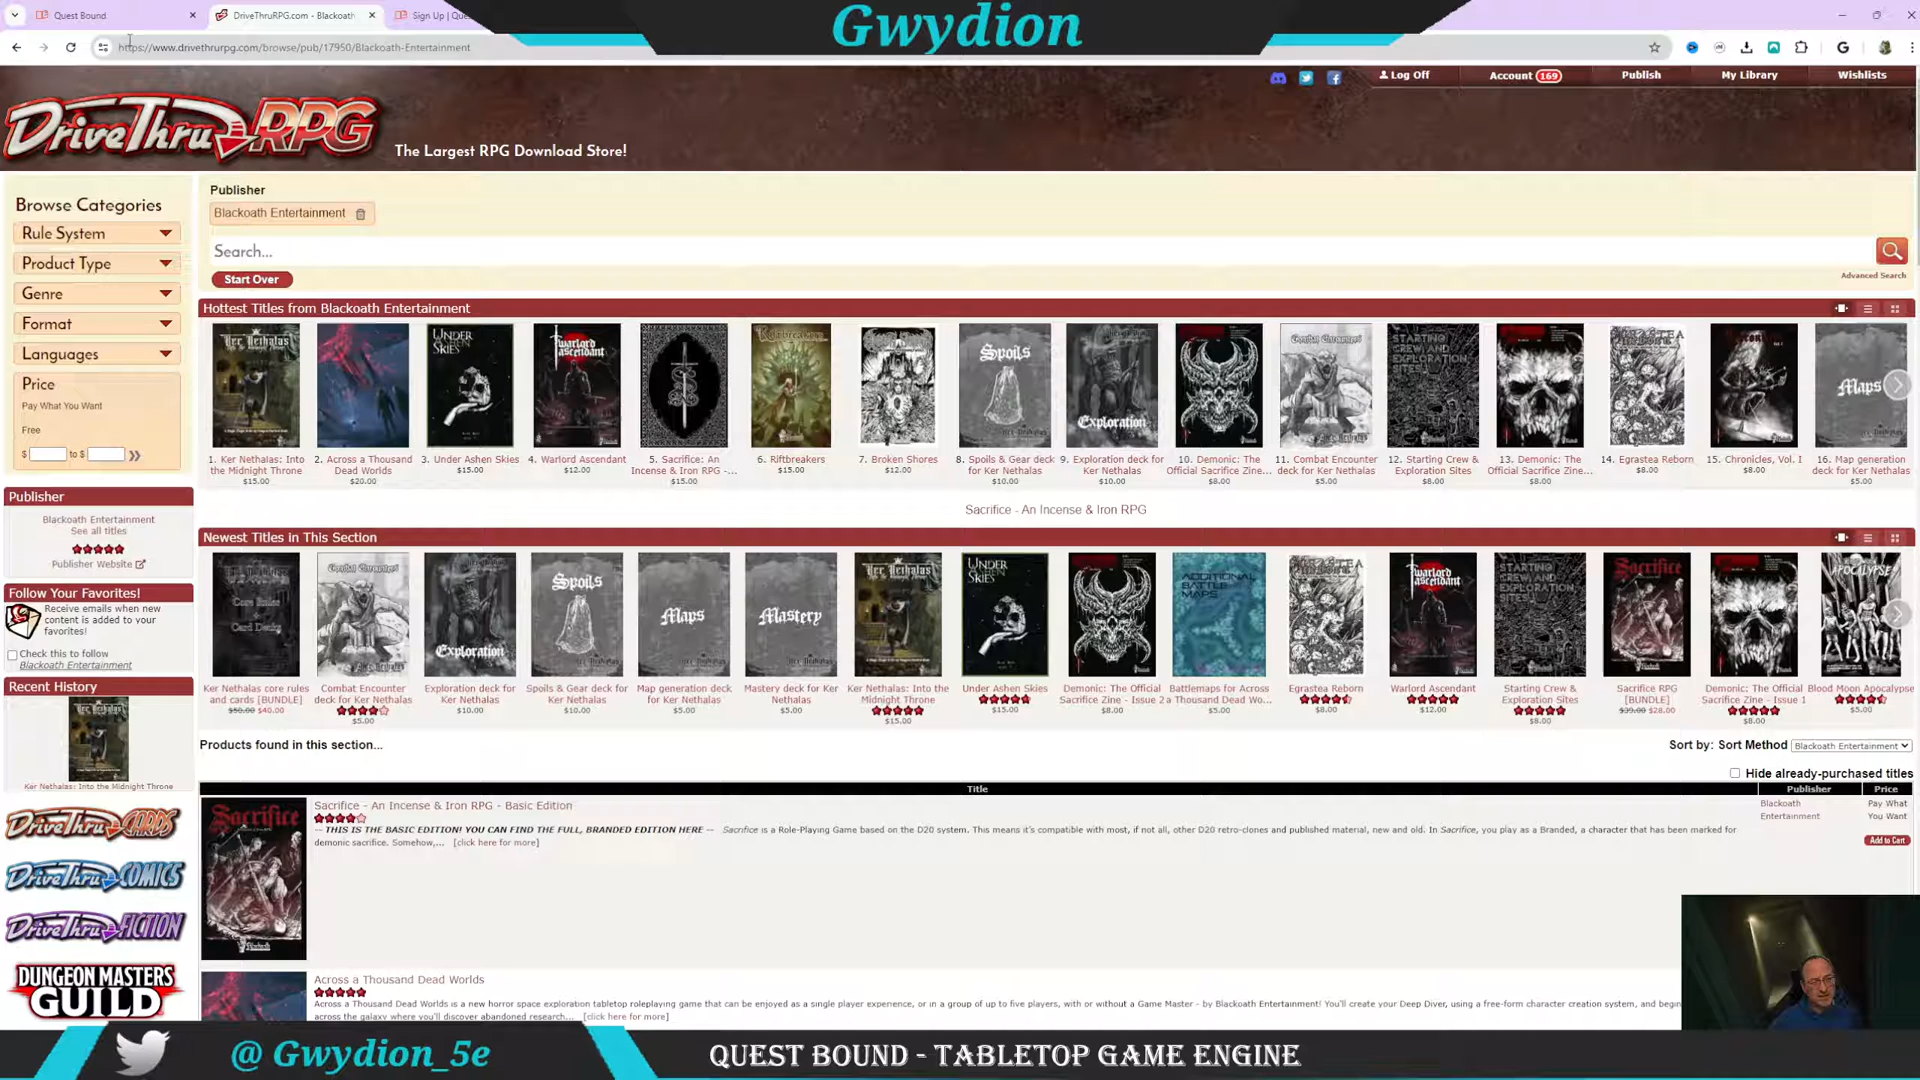 Quest Bound
DriveThruRPG.com - Blackoath
Sign Up | Que
Gwydion
https://www.drivethrurpg.com/browse/pub/17950/Blackoath-Entertainment
Log Off
Account 169
Publish
My Library
Wishlists
DriveThruRPG
The Largest RPG Download Store!
Browse Categories
Rule System
Product Type
Genre
Format
Languages
Price
Pay What You Want
Free
$ to $ »
Publisher
Blackoath Entertainment
See all titles
Publisher Website
Follow Your Favorites!
Receive emails when new
content is added to your
favorites!
Check this to follow
Blackoath Entertainment
Recent History
Ker Nethalas: Into the Midnight Throne
DriveThru CARDS
DriveThru COMICS
DriveThru FICTION
DUNGEON MASTERS
GUILD
Publisher
Blackoath Entertainment
Search...
Start Over
Advanced Search
Hottest Titles from Blackoath Entertainment
1. Ker Nethalas: Into
the Midnight Throne
$15.00
2. Across a Thousand
Dead Worlds
$20.00
3. Under Ashen Skies
$15.00
4. Warlord Ascendant
$12.00
5. Sacrifice: An
Incense & Iron RPG -...
$15.00
6. Riftbreakers
$15.00
7. Broken Shores
$12.00
8. Spoils & Gear deck
for Ker Nethalas
$10.00
9. Exploration deck for
Ker Nethalas
$10.00
10. Demonic: The
Official Sacrifice Zine...
$8.00
11. Combat Encounter
deck for Ker Nethalas
$5.00
12. Starting Crew &
Exploration Sites
$8.00
13. Demonic: The
Official Sacrifice Zine...
$8.00
14. Egrastea Reborn
$8.00
15. Chronicles, Vol. I
$8.00
16. Map generation
deck for Ker Nethalas
$5.00
Sacrifice - An Incense & Iron RPG
Newest Titles in This Section
Ker Nethalas core rules
and cards [BUNDLE]
$50.00 $40.00
Combat Encounter
deck for Ker Nethalas
$5.00
Exploration deck for
Ker Nethalas
$10.00
Spoils & Gear deck for
Ker Nethalas
$10.00
Map generation deck
for Ker Nethalas
$5.00
Mastery deck for Ker
Nethalas
$5.00
Ker Nethalas: Into the
Midnight Throne
$15.00
Under Ashen Skies
$15.00
Demonic: The Official
Sacrifice Zine - Issue 2
$8.00
Battlemaps for Across
a Thousand Dead Wo...
$5.00
Egrastea Reborn
$8.00
Warlord Ascendant
$12.00
Starting Crew &
Exploration Sites
$8.00
Sacrifice RPG
[BUNDLE]
$39.00 $28.00
Demonic: The Official
Sacrifice Zine - Issue 1
$8.00
Blood Moon Apocalypse
$5.00
Products found in this section...
Sort by: Sort Method Blackoath Entertainment
Hide already-purchased titles
Title
Publisher
Price
Sacrifice
Sacrifice - An Incense & Iron RPG - Basic Edition
-- THIS IS THE BASIC EDITION! YOU CAN FIND THE FULL, BRANDED EDITION HERE -- Sacrifice is a Role-Playing Game based on the D20 system. This means it's compatible with most, if not all, other D20 retro-clones and published material, new and old. In Sacrifice, you play as a Branded, a character that has been marked for
demonic sacrifice. Somehow,... [click here for more]
Blackoath
Entertainment
Pay What
You Want
Add to Cart
Across a Thousand Dead Worlds
Across a Thousand Dead Worlds is a new horror space exploration tabletop roleplaying game that can be enjoyed as a single player experience, or in a group of up to five players, with or without a Game Master - by Blackoath Entertainment! You'll create your Deep Diver, using a free-form character creation system, and begin
across the galaxy where you'll discover abandoned research... [click here for more]
@ Gwydion_5e
QUEST BOUND - TABLETOP GAME ENGINE